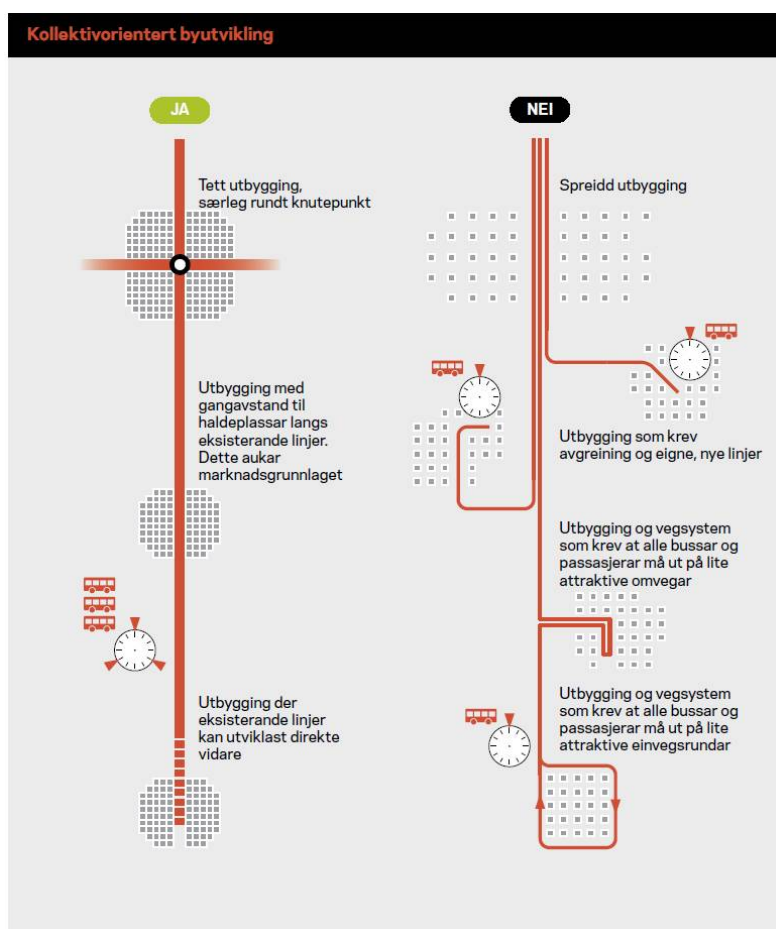 Kollektivorientert byutvikling
JA
Tett utbygging,
særleg rundt knutepunkt
Utbygging med
gangavstand til
haldeplassar langs
eksisterande linjer.
Dette aukar
marknadsgrunnlaget
Utbygging der
eksisterande linjer
kan utviklast direkte
vidare
NEI
Spreidd utbygging
Utbygging som krev
avgreining og eigne, nye linjer
Utbygging og vegsystem
som krev at alle bussar og
passasjerar må ut på lite
attraktive omvegar
Utbygging og vegsystem
som krev at alle bussar og
passasjerar må ut på lite
attraktive einvegsrundar